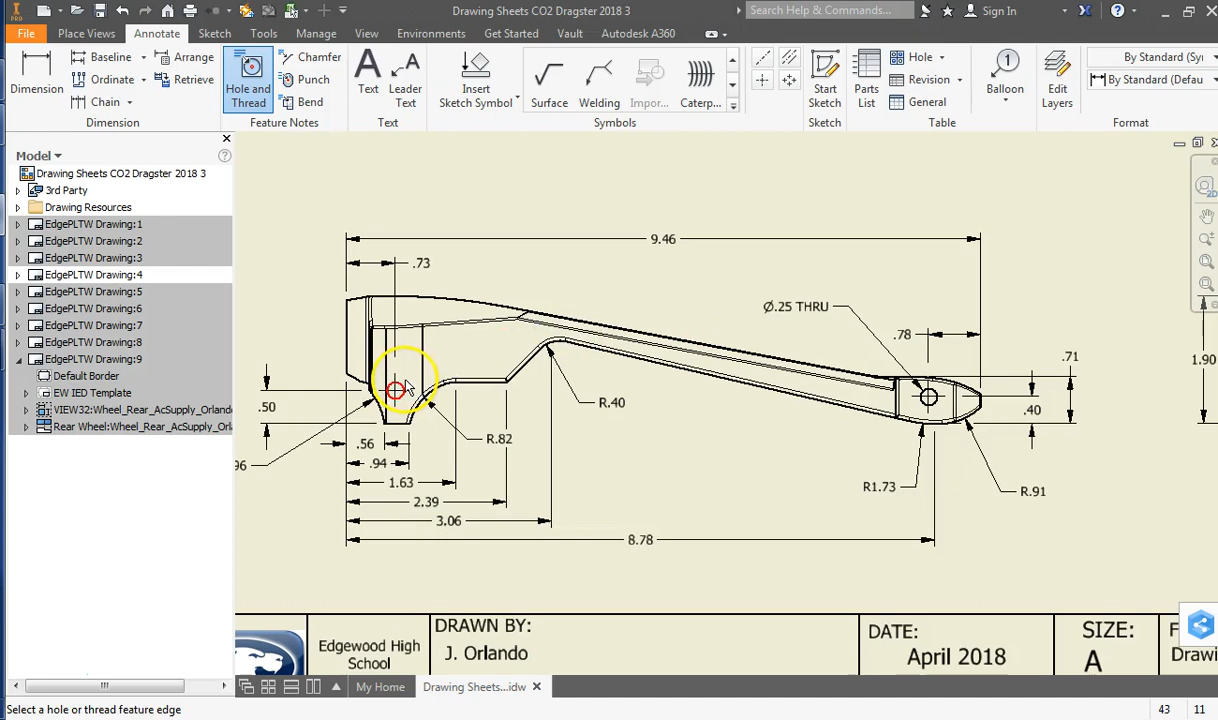 PRO
Drawing Sheets CO2 Dragster 2018 3
Search Help & Commands...
Sign In
File
Place Views
Annotate
Sketch
Tools
Manage
View
Environments
Get Started
Vault
Autodesk A360
Dimension
Baseline
Arrange
Ordinate
Retrieve
Chain
Dimension
Hole and Thread
Chamfer
Punch
Bend
Feature Notes
Text
Leader Text
Text
Insert Sketch Symbol
Surface
Welding
Impor...
Caterp...
Symbols
Start Sketch
Sketch
Parts List
Hole
Revision
General
Table
Balloon
Edit Layers
By Standard (Syr
By Standard (Defau
Format
Model
Drawing Sheets CO2 Dragster 2018 3
3rd Party
Drawing Resources
EdgePLTW Drawing:1
EdgePLTW Drawing:2
EdgePLTW Drawing:3
EdgePLTW Drawing:4
EdgePLTW Drawing:5
EdgePLTW Drawing:6
EdgePLTW Drawing:7
EdgePLTW Drawing:8
EdgePLTW Drawing:9
Default Border
EW IED Template
VIEW32:Wheel_Rear_AcSupply_Orlando
Rear Wheel:Wheel_Rear_AcSupply_Orl
9.46
.73
Ø.25 THRU
.78
.71
1.90
.50
R.40
.40
.56
R.82
96
.94
1.63
R1.73
R.91
2.39
3.06
8.78
Edgewood High School
DRAWN BY:
J. Orlando
DATE:
April 2018
SIZE:
A
F
Drawi
My Home
Drawing Sheets...idw
Select a hole or thread feature edge
43
11